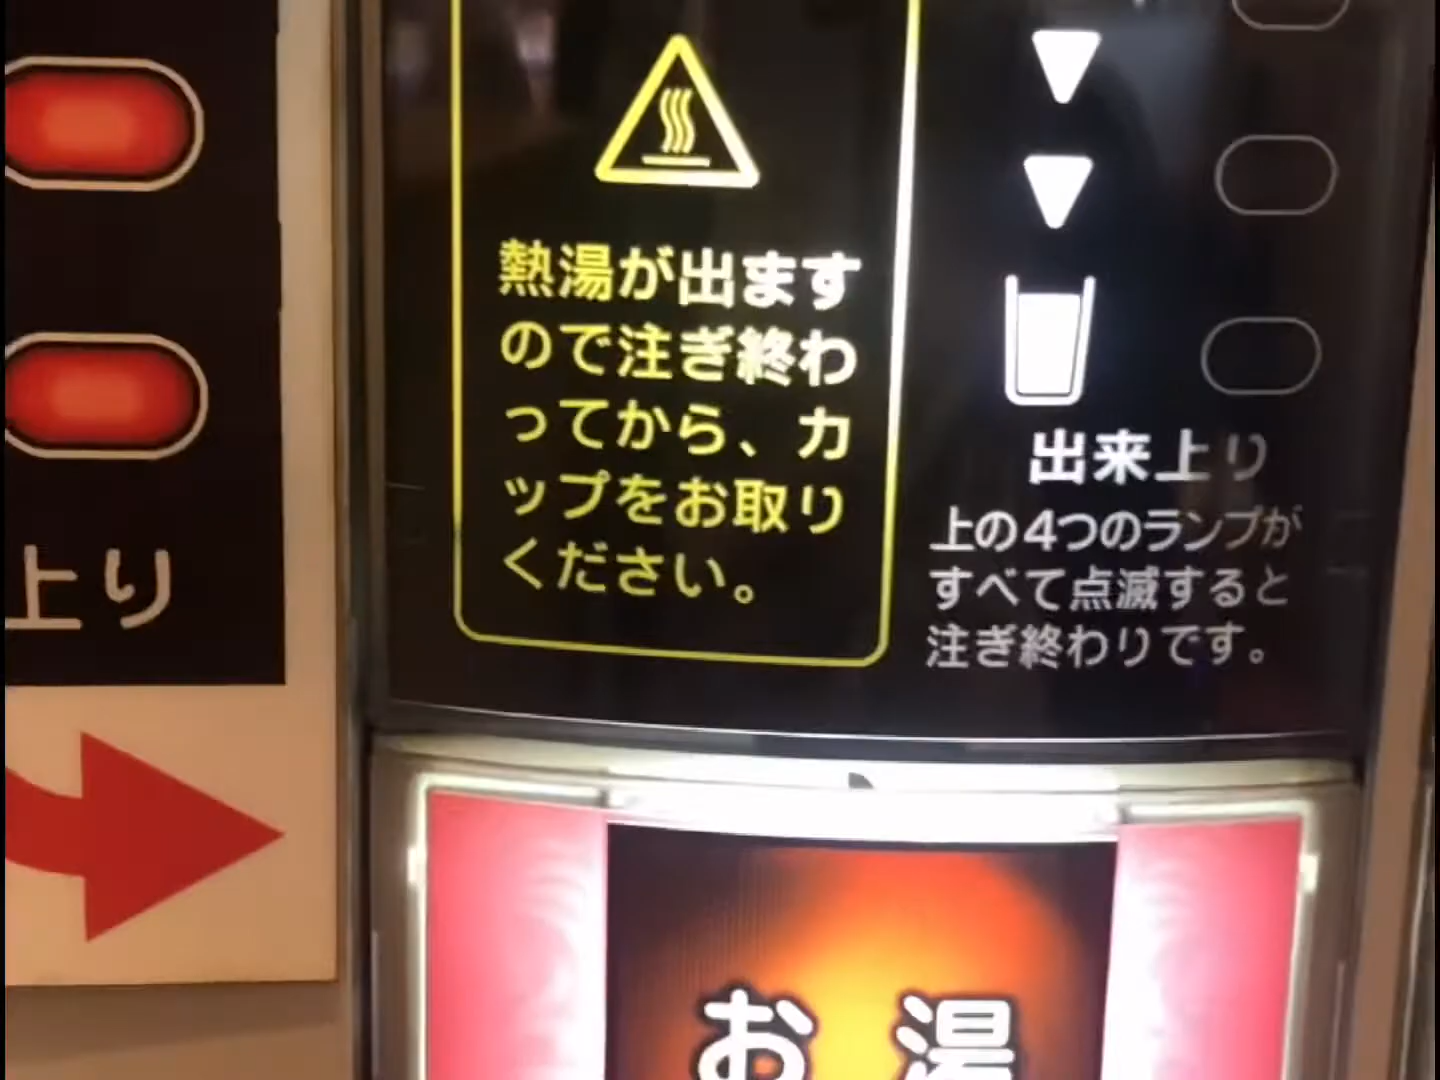 熱湯が出ます
ので注ぎ終わ
ってから、カ
ップをお取り
ください。
出来上り
上の4つのランプが
すべて点滅すると
注ぎ終わりです。
上り
お湯